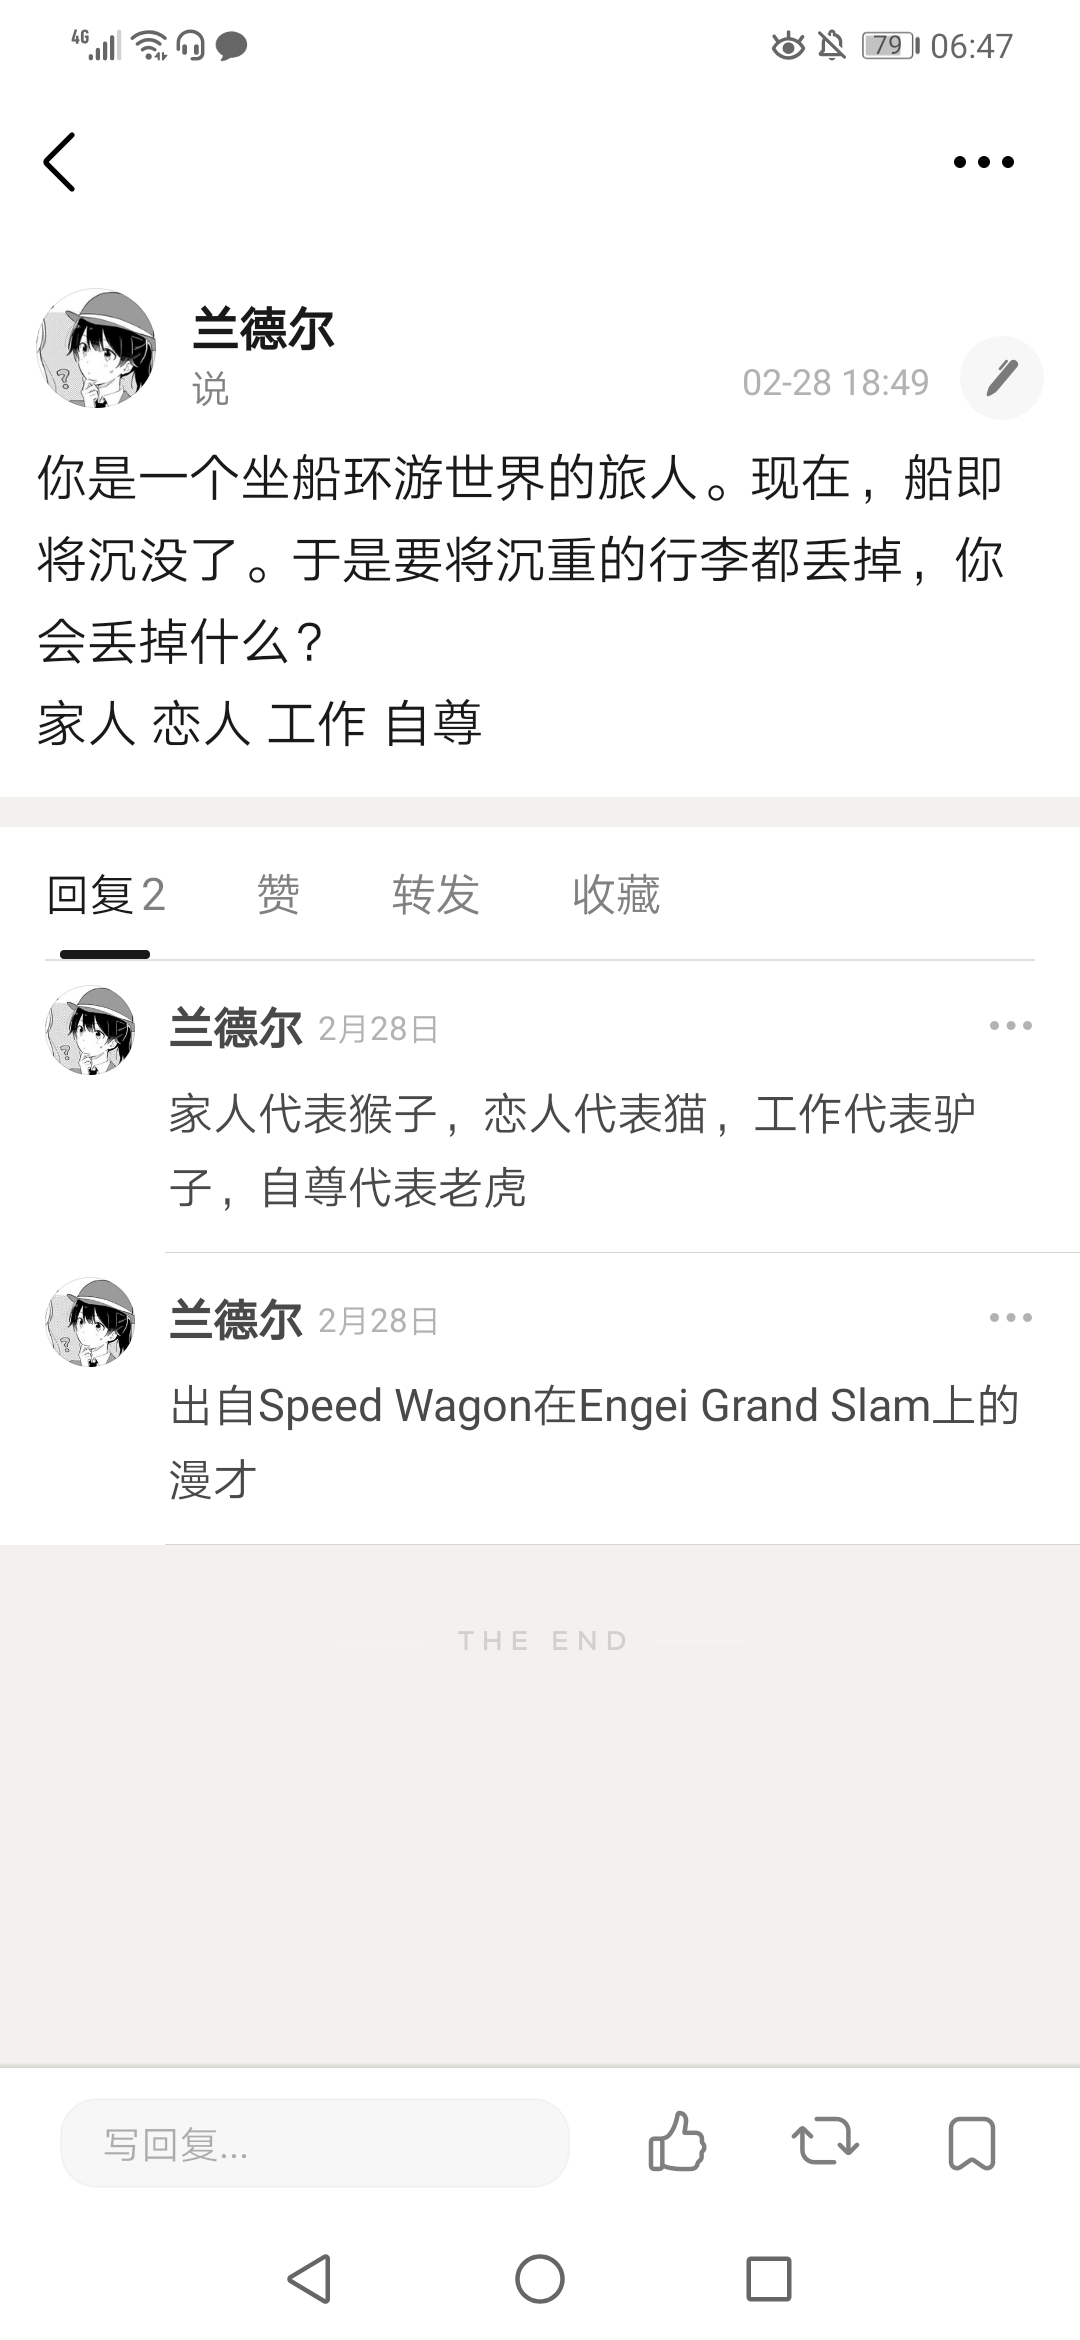 4G 79 06:47
兰德尔
说
02-28 18:49
你是一个坐船环游世界的旅人。现在，船即
将沉没了。于是要将沉重的行李都丢掉，你
会丢掉什么？
家人 恋人 工作 自尊
回复 2 赞 转发 收藏
兰德尔 2月28日
家人代表猴子，恋人代表猫，工作代表驴
子，自尊代表老虎
兰德尔 2月28日
出自Speed Wagon在Engei Grand Slam上的
漫才
THE END
写回复...